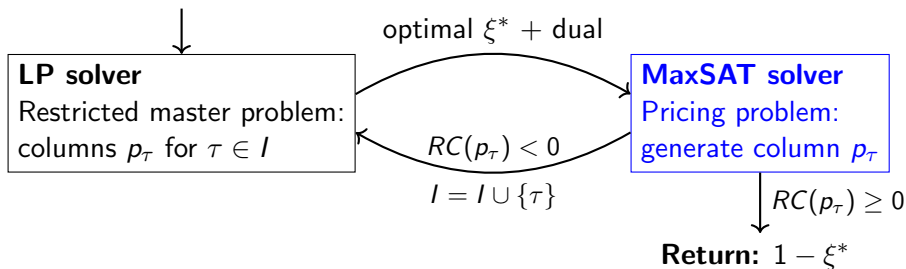 optimal ξ* + dual
LP solver
Restricted master problem:
columns p_τ for τ ∈ I
MaxSAT solver
Pricing problem:
generate column p_τ
RC(p_τ) < 0
I = I ∪ {τ}
RC(p_τ) ≥ 0
Return: 1 − ξ*